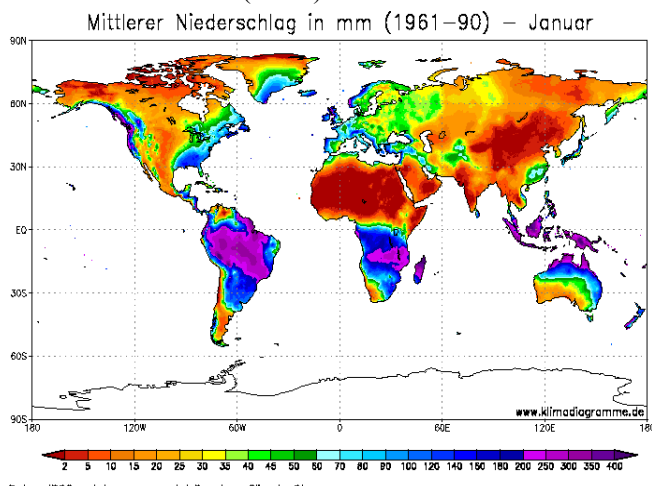 Mittlerer Niederschlag in mm (1961-90) - Januar
90N
60N
30N
EQ
30S
60S
90S
www.klimadiagramme.de
180 120W 60W 0 60E 120E 180
2 5 10 15 20 25 30 35 40 45 50 60 70 80 90 100 120 140 160 180 200 250 300 350 400